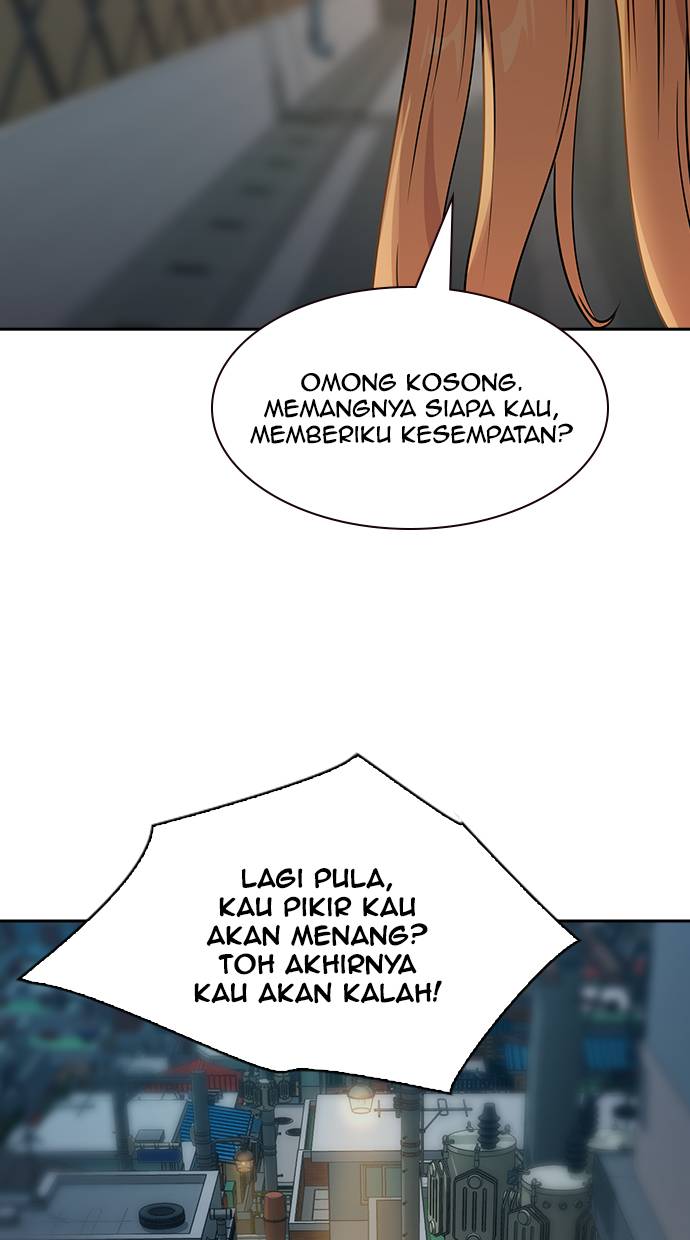 OMONG KOSONG.
MEMANGNYA SIAPA KAU,
MEMBERIKU KESEMPATAN?
LAGI PULA,
KAU PIKIR KAU
AKAN MENANG?
TOH AKHIRNYA
KAU AKAN KALAH!